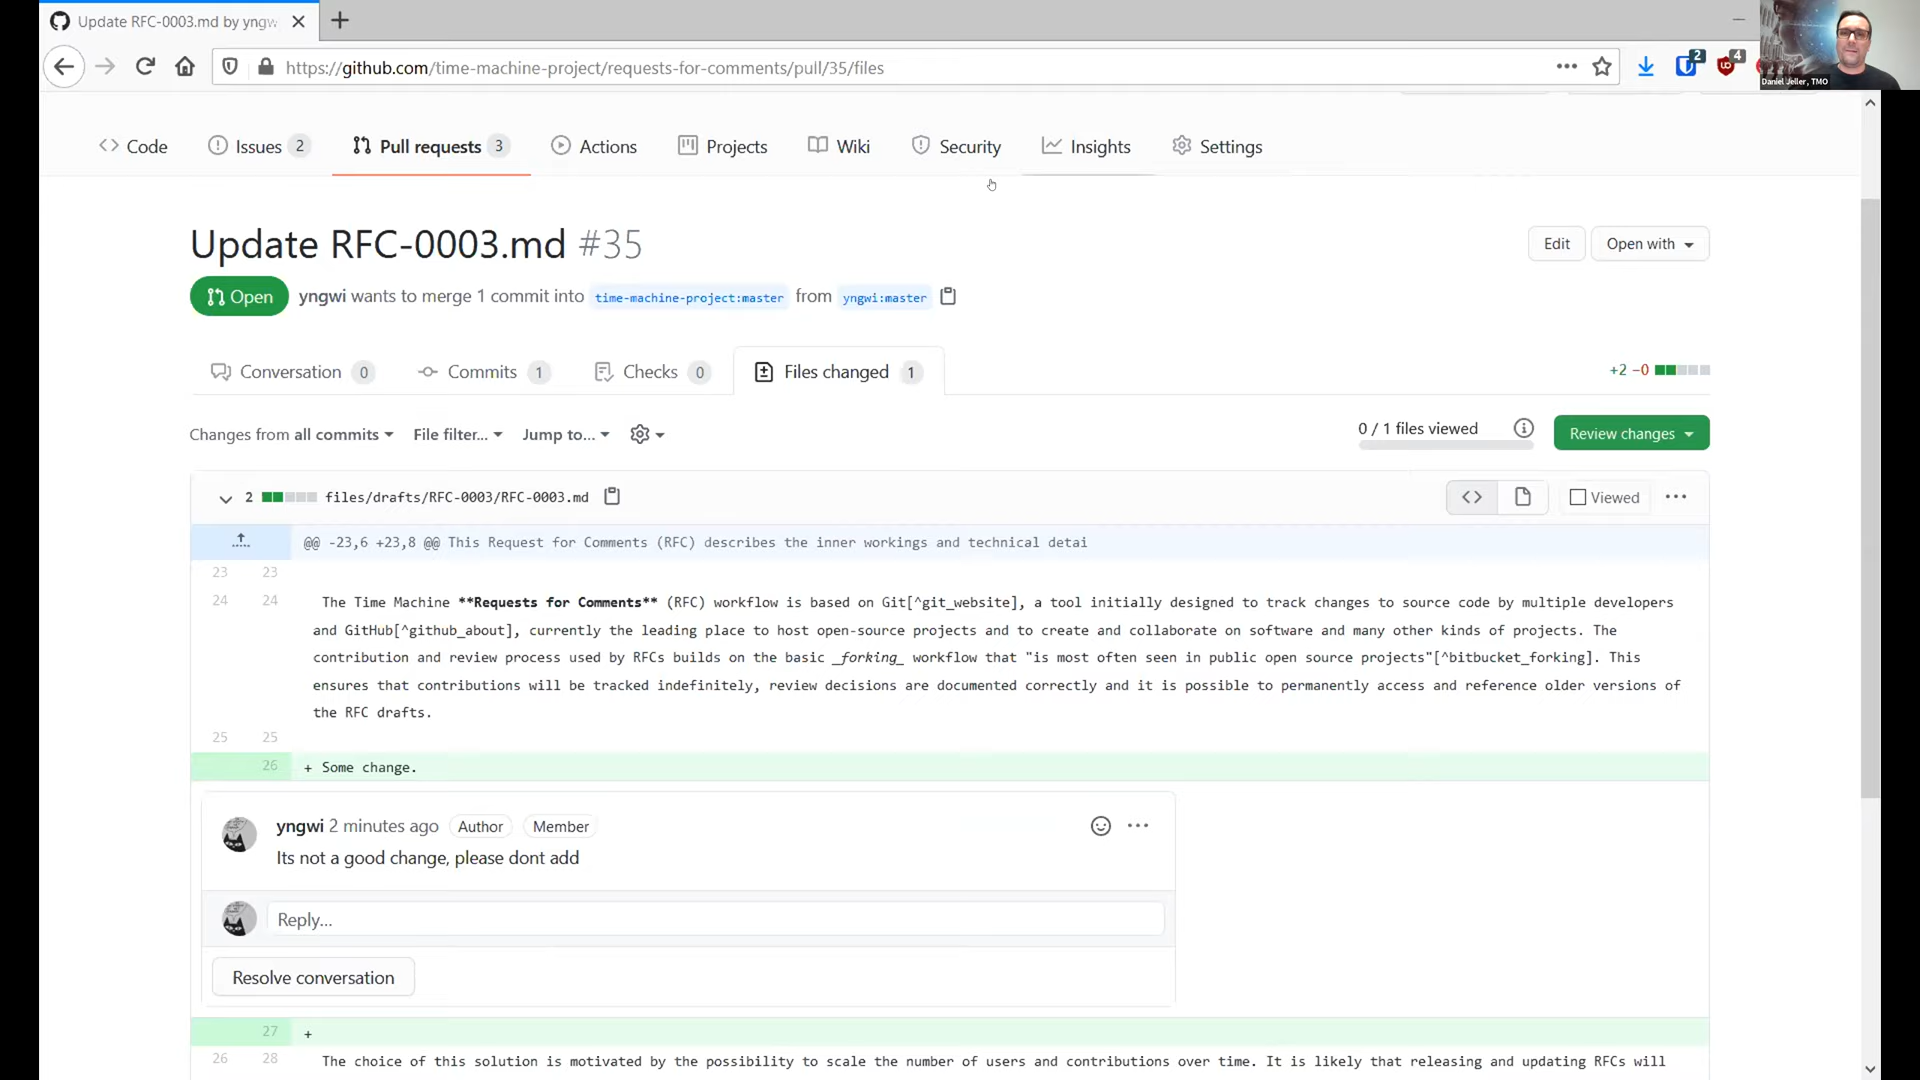 Update RFC-0003.md by yngw
https://github.com/time-machine-project/requests-for-comments/pull/35/files
2
4
Daniel Jeller, TMO
Code
Issues 2
Pull requests 3
Actions
Projects
Wiki
Security
Insights
Settings
Update RFC-0003.md #35
Edit
Open with
Open
yngwi wants to merge 1 commit into time-machine-project:master from yngwi:master
Conversation 0
Commits 1
Checks 0
Files changed 1
+2 −0
Changes from all commits
File filter...
Jump to...
0 / 1 files viewed
Review changes
2 files/drafts/RFC-0003/RFC-0003.md
Viewed
@@ -23,6 +23,8 @@ This Request for Comments (RFC) describes the inner workings and technical detai
23 23
24 24 The Time Machine **Requests for Comments** (RFC) workflow is based on Git[^git_website], a tool initially designed to track changes to source code by multiple developers
and GitHub[^github_about], currently the leading place to host open-source projects and to create and collaborate on software and many other kinds of projects. The
contribution and review process used by RFCs builds on the basic _forking_ workflow that "is most often seen in public open source projects"[^bitbucket_forking]. This
ensures that contributions will be tracked indefinitely, review decisions are documented correctly and it is possible to permanently access and reference older versions of
the RFC drafts.
25 25
26 + Some change.
yngwi 2 minutes ago Author Member
Its not a good change, please dont add
Reply...
Resolve conversation
27 +
26 28 The choice of this solution is motivated by the possibility to scale the number of users and contributions over time. It is likely that releasing and updating RFCs will